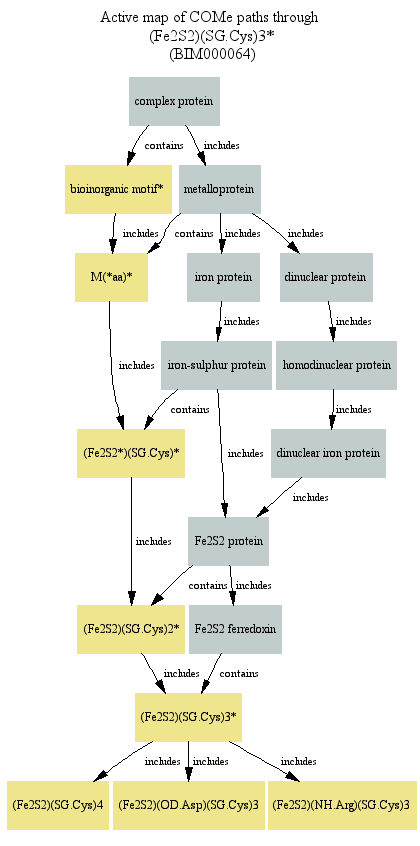 Active map of COMe paths through
(Fe2S2)(SG.Cys)3*
(BIM000064)
complex protein
contains
includes
bioinorganic motif*
metalloprotein
includes
contains
includes
includes
M(*aa)*
iron protein
dinuclear protein
includes
includes
includes
iron-sulphur protein
homodinuclear protein
contains
includes
(Fe2S2*)(SG.Cys)*
includes
dinuclear iron protein
includes
includes
Fe2S2 protein
contains
includes
(Fe2S2)(SG.Cys)2*
Fe2S2 ferredoxin
includes
contains
(Fe2S2)(SG.Cys)3*
includes
includes
includes
(Fe2S2)(SG.Cys)4
(Fe2S2)(OD.Asp)(SG.Cys)3
(Fe2S2)(NH.Arg)(SG.Cys)3